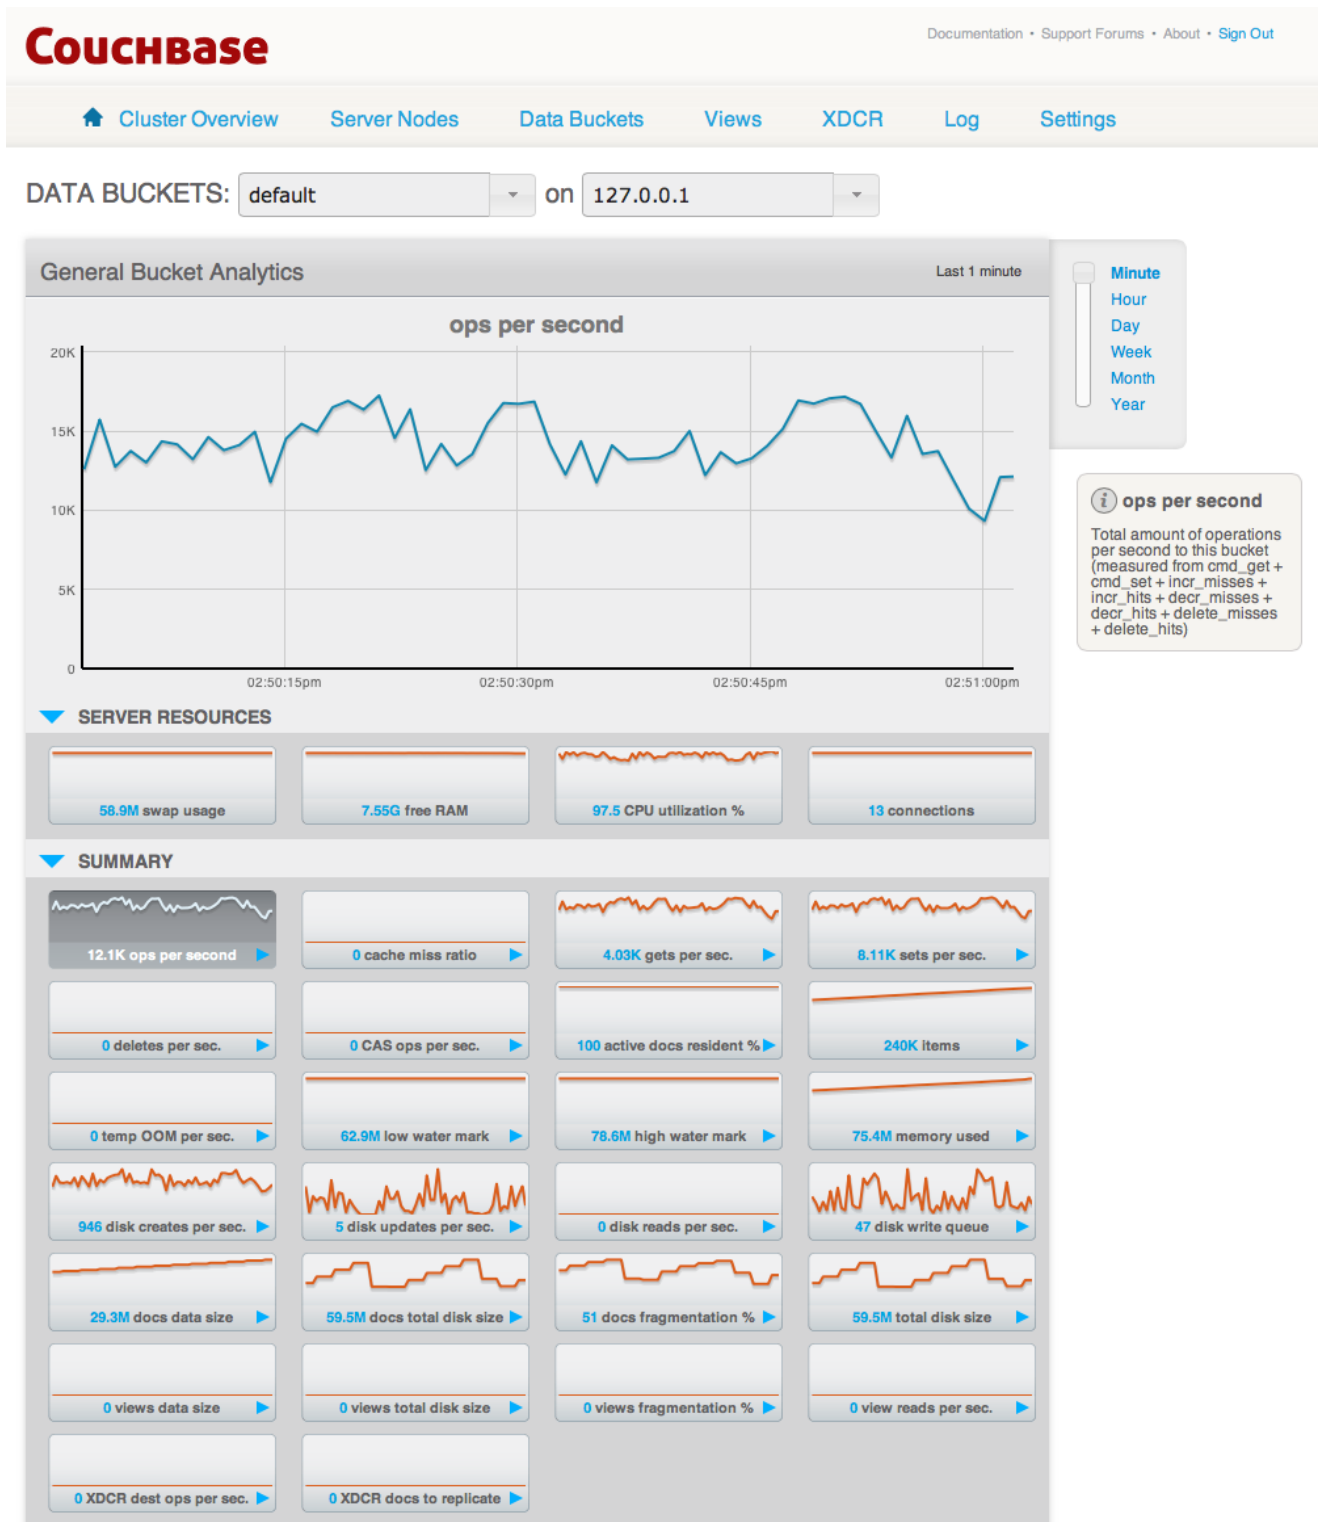 COUCHBASE
Documentation • Support Forums • About • Sign Out
Cluster Overview Server Nodes Data Buckets Views XDCR Log Settings
DATA BUCKETS: default on 127.0.0.1
General Bucket Analytics Last 1 minute
Minute
Hour
Day
Week
Month
Year
ops per second
20K
15K
10K
5K
0
02:50:15pm 02:50:30pm 02:50:45pm 02:51:00pm
i ops per second
Total amount of operations
per second to this bucket
(measured from cmd_get +
cmd_set + incr_misses +
incr_hits + decr_misses +
decr_hits + delete_misses
+ delete_hits)
SERVER RESOURCES
58.9M swap usage 7.55G free RAM 97.5 CPU utilization % 13 connections
SUMMARY
12.1K ops per second 0 cache miss ratio 4.03K gets per sec. 8.11K sets per sec.
0 deletes per sec. 0 CAS ops per sec. 100 active docs resident % 240K items
0 temp OOM per sec. 62.9M low water mark 78.6M high water mark 75.4M memory used
946 disk creates per sec. 5 disk updates per sec. 0 disk reads per sec. 47 disk write queue
29.3M docs data size 59.5M docs total disk size 51 docs fragmentation % 59.5M total disk size
0 views data size 0 views total disk size 0 views fragmentation % 0 view reads per sec.
0 XDCR dest ops per sec. 0 XDCR docs to replicate